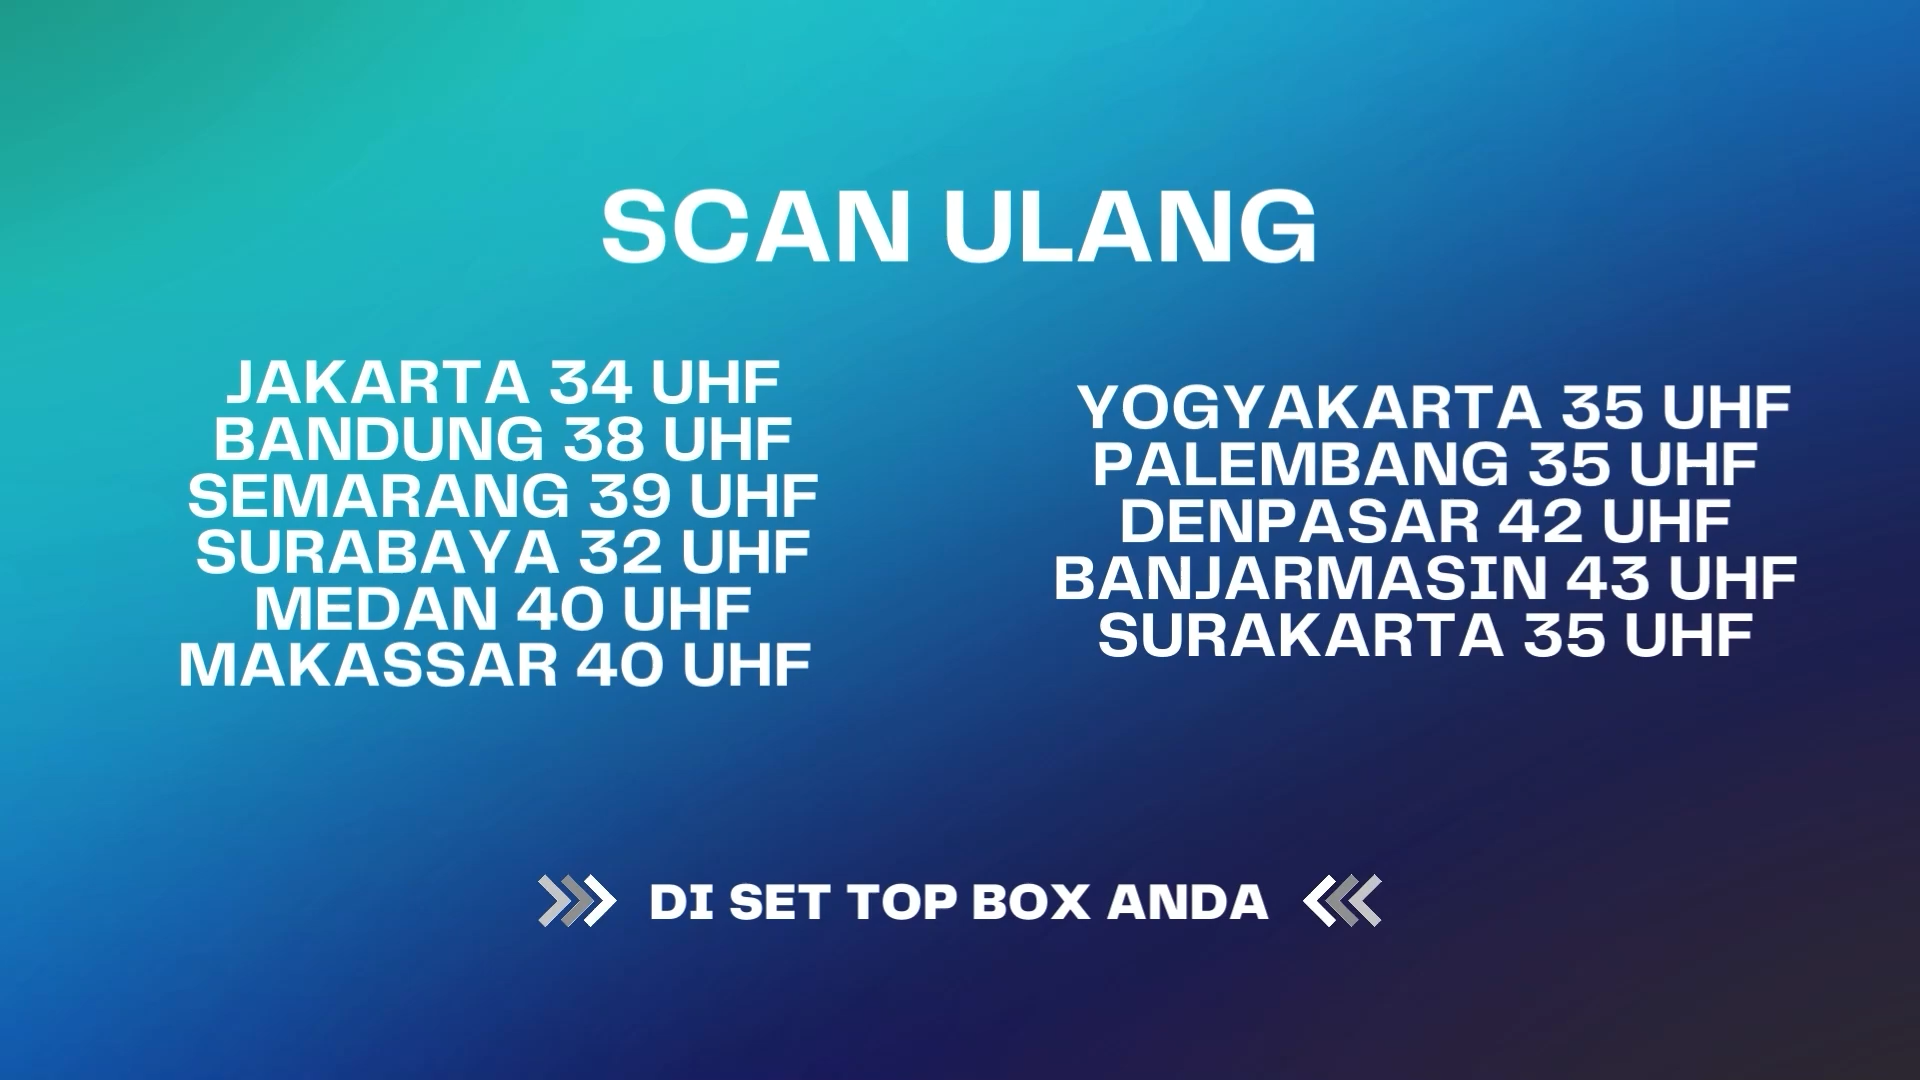 SCAN ULANG
JAKARTA 34 UHF
BANDUNG 38 UHF
SEMARANG 39 UHF
SURABAYA 32 UHF
MEDAN 40 UHF
MAKASSAR 40 UHF
YOGYAKARTA 35 UHF
PALEMBANG 35 UHF
DENPASAR 42 UHF
BANJARMASIN 43 UHF
SURAKARTA 35 UHF
DI SET TOP BOX ANDA